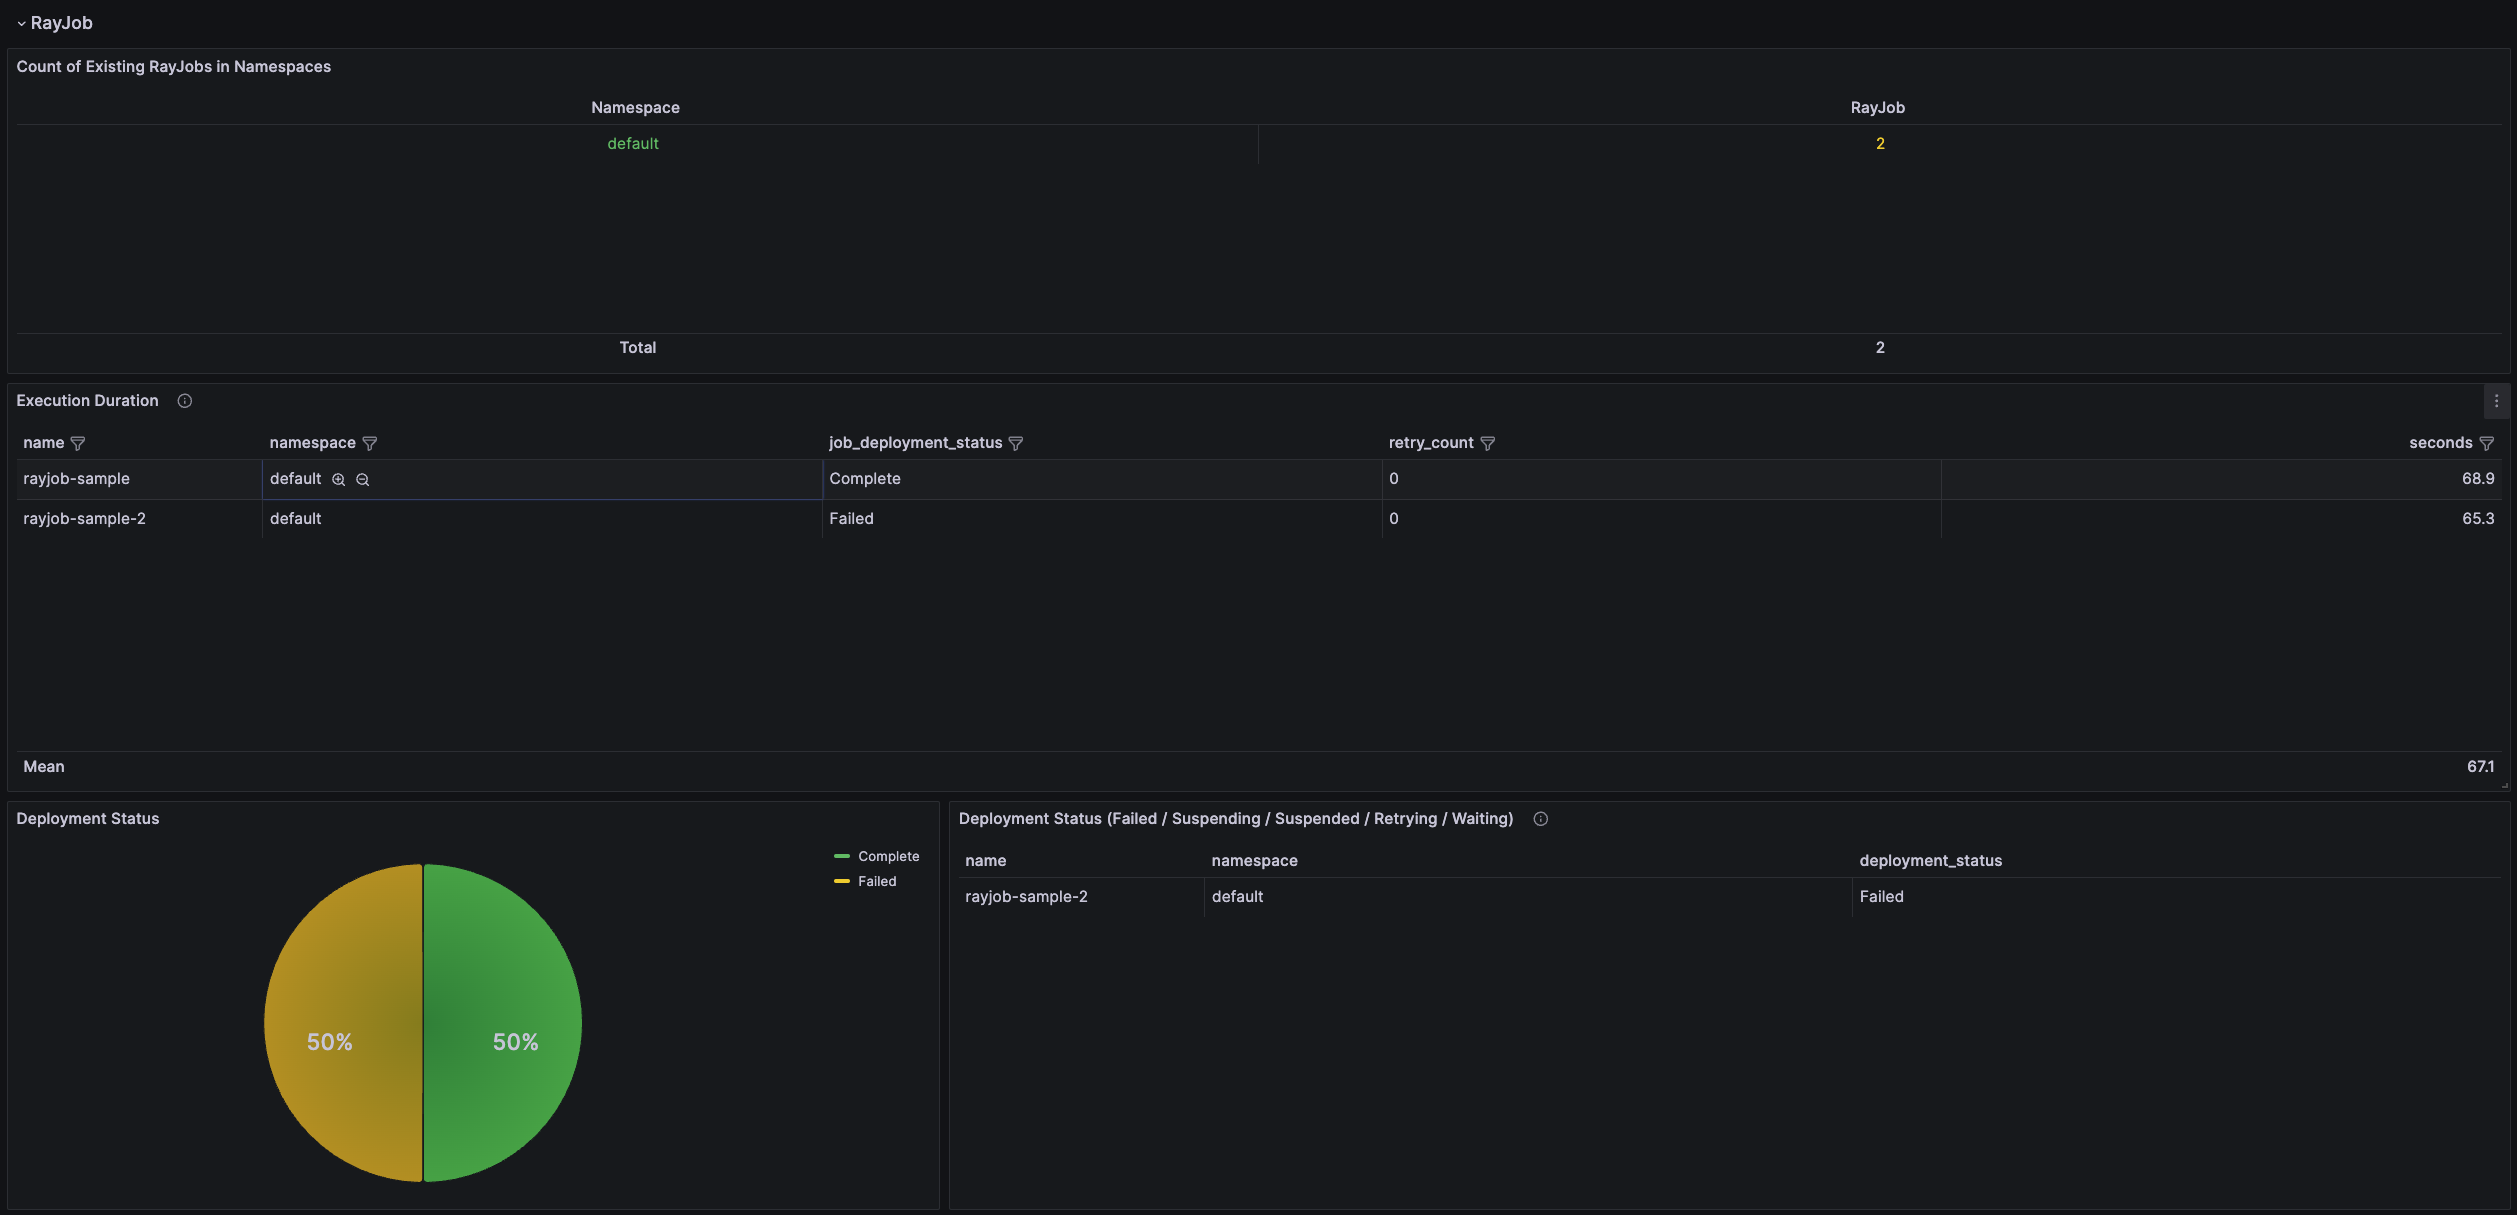 RayJob
Count of Existing RayJobs in Namespaces
Namespace RayJob
default 2
Total 2
Execution Duration
name namespace job_deployment_status retry_count seconds
rayjob-sample default Complete 0 68.9
rayjob-sample-2 default Failed 0 65.3
Mean 67.1
Deployment Status
Complete
Failed
50% 50%
Deployment Status (Failed / Suspending / Suspended / Retrying / Waiting)
name namespace deployment_status
rayjob-sample-2 default Failed